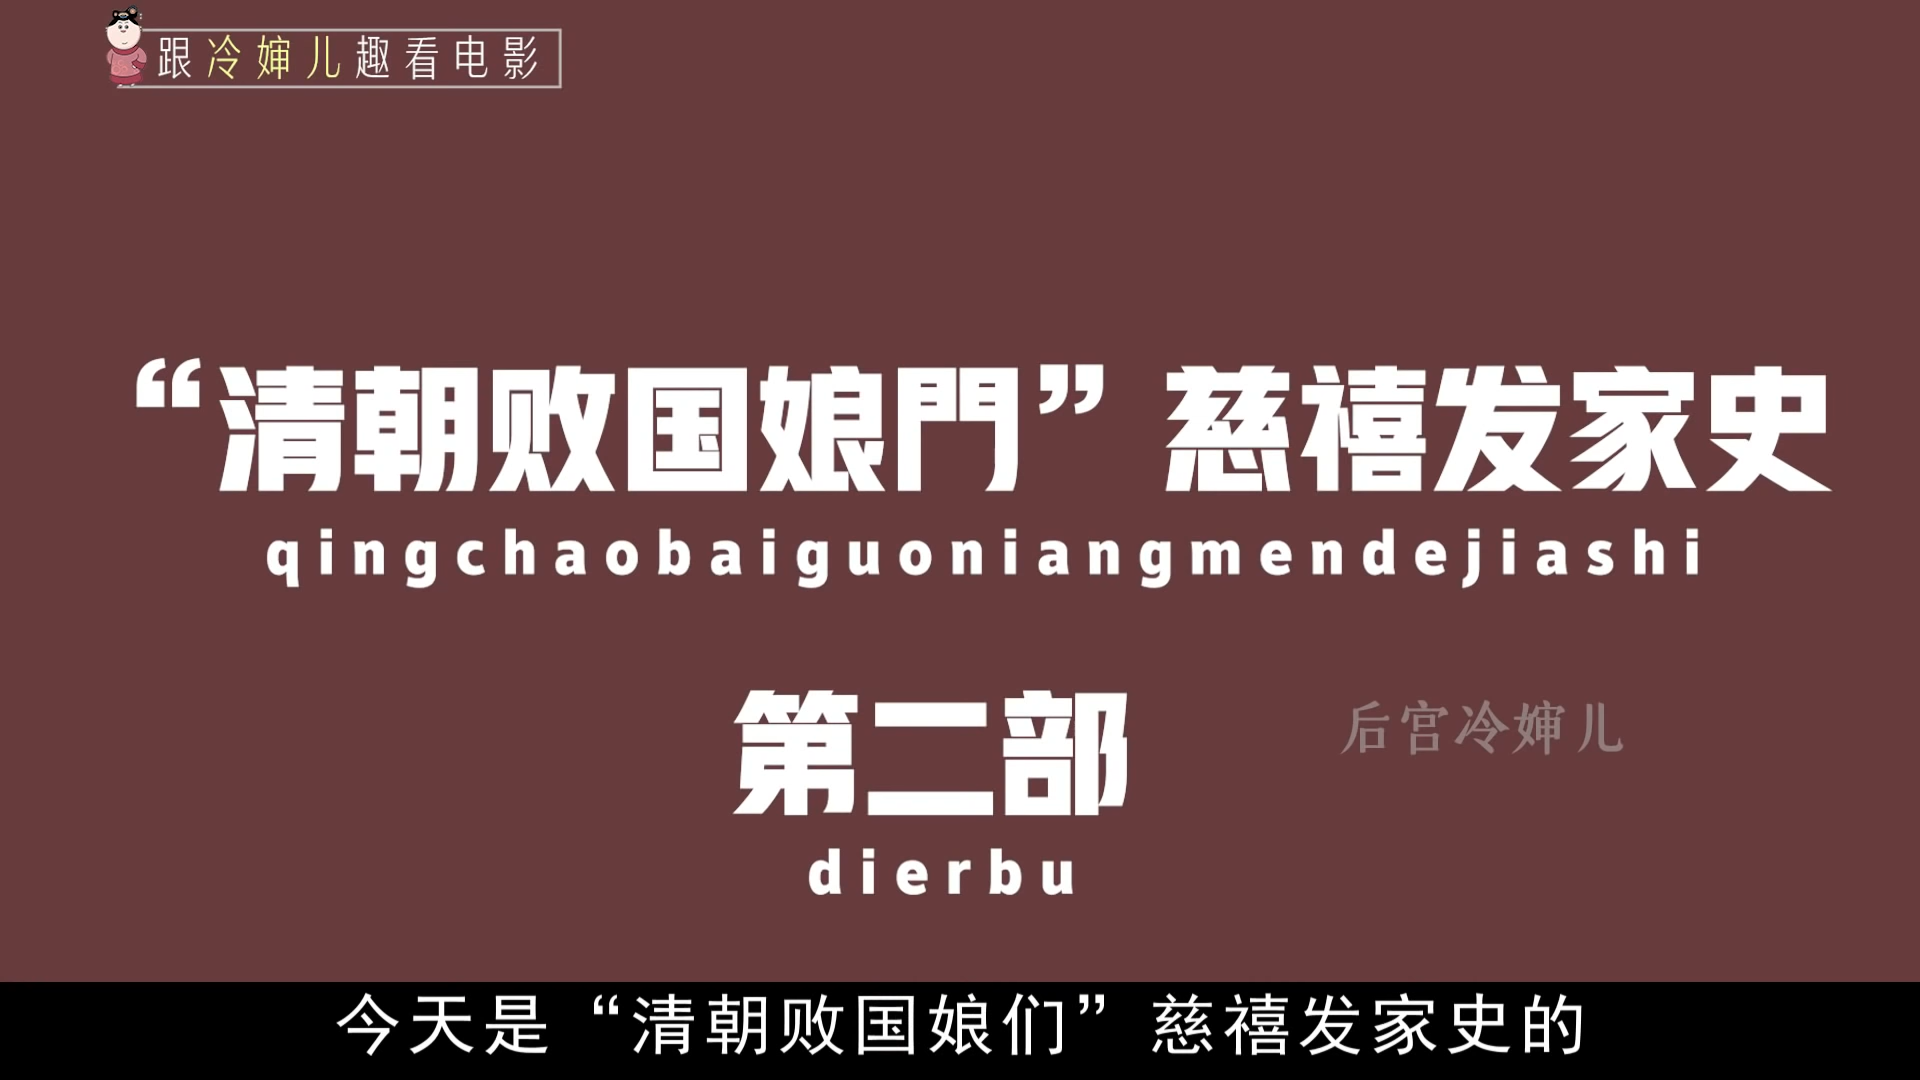 跟冷婶儿趣看电影
“清朝败国娘門”慈禧发家史
qingchaobaiguoniangmendejiashi
第二部
后宫冷婶儿
dierbu
今天是“清朝败国娘们”慈禧发家史的